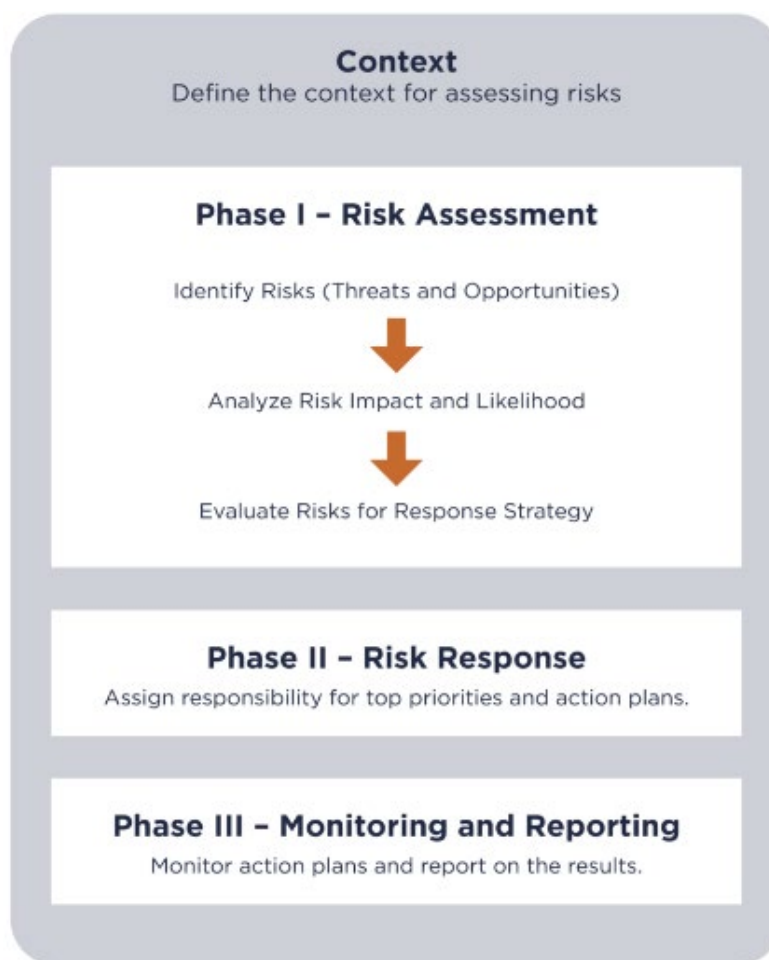 Context
Define the context for assessing risks
Phase I – Risk Assessment
Identify Risks (Threats and Opportunities)
Analyze Risk Impact and Likelihood
Evaluate Risks for Response Strategy
Phase II – Risk Response
Assign responsibility for top priorities and action plans.
Phase III – Monitoring and Reporting
Monitor action plans and report on the results.